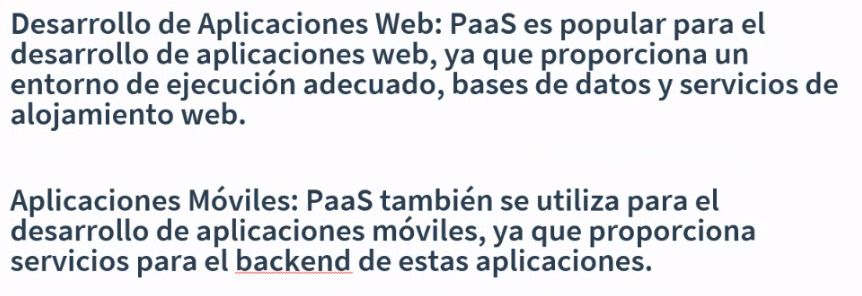 Desarrollo de Aplicaciones Web: PaaS es popular para el
desarrollo de aplicaciones web, ya que proporciona un
entorno de ejecución adecuado, bases de datos y servicios de
alojamiento web.
Aplicaciones Móviles: PaaS también se utiliza para el
desarrollo de aplicaciones móviles, ya que proporciona
servicios para el backend de estas aplicaciones.